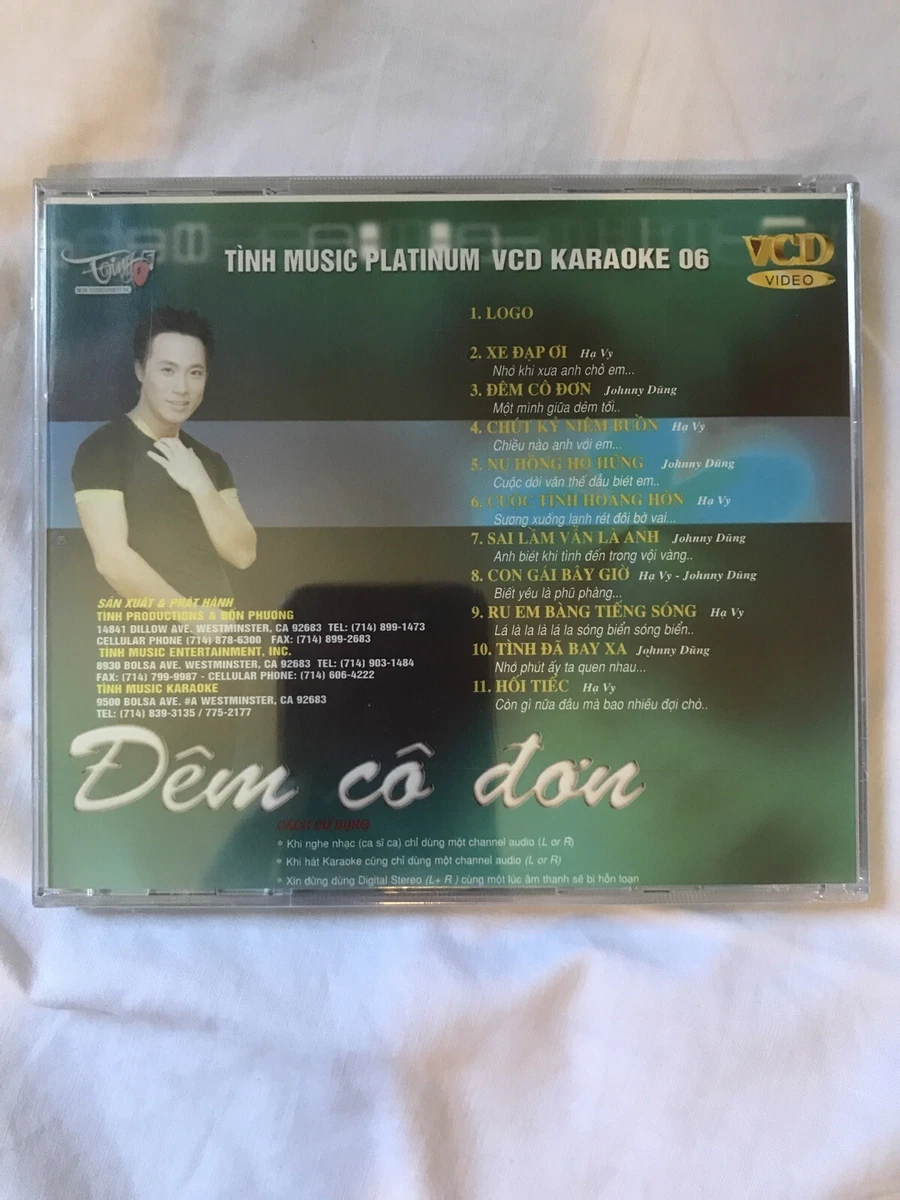 Tình
TÌNH MUSIC PLATINUM VCD KARAOKE 06
VCD
VIDEO
1. LOGO
2. XE ĐẠP ƠI Hạ Vy
Nhỏ khi xưa anh chở em...
3. ĐÊM CÔ ĐƠN Johnny Dũng
Một mình giữa đêm tối..
4. CHÚT KỶ NIỆM BUỒN Hạ Vy
Chiều nào anh với em...
5. NỤ HỒNG HỜ HỮNG Johnny Dũng
Cuộc đời vẫn thế dẫu biết em..
6. CUỘC TÌNH HOÀNG HÔN Hạ Vy
Sương xuống lạnh rét đôi bờ vai...
7. SAI LẦM VẪN LÀ ANH Johnny Dũng
Anh biết khi tình đến trong vội vàng..
8. CON GÁI BÂY GIỜ Hạ Vy - Johnny Dũng
Biết yêu là phũ phàng...
9. RU EM BẰNG TIẾNG SÓNG Hạ Vy
Lá là la là lá la sóng biển sóng biển..
10. TÌNH ĐÃ BAY XA Johnny Dũng
Nhớ phút ấy ta quen nhau...
11. HỐI TIẾC Hạ Vy
Còn gì nữa đâu mà bao nhiêu đợi chờ..
SẢN XUẤT & PHÁT HÀNH
TÌNH PRODUCTIONS & ĐÔN PHƯƠNG
14841 DILLOW AVE. WESTMINSTER, CA 92683 TEL: (714) 899-1473
CELLULAR PHONE (714) 878-6300 FAX: (714) 899-2683
TÌNH MUSIC ENTERTAINMENT, INC.
8930 BOLSA AVE. WESTMINSTER, CA 92683 TEL: (714) 903-1484
FAX: (714) 799-9987 - CELLULAR PHONE: (714) 606-4222
TÌNH MUSIC KARAOKE
9500 BOLSA AVE. #A WESTMINSTER, CA 92683
TEL: (714) 839-3135 / 775-2177
Đêm cô đơn
CÁCH SỬ DỤNG
• Khi nghe nhạc (ca sĩ ca) chỉ dùng một channel audio (L or R)
• Khi hát Karaoke cũng chỉ dùng một channel audio (L or R)
• Xin đừng dùng Digital Stereo (L+ R ) cùng một lúc âm thanh sẽ bị hỗn loạn